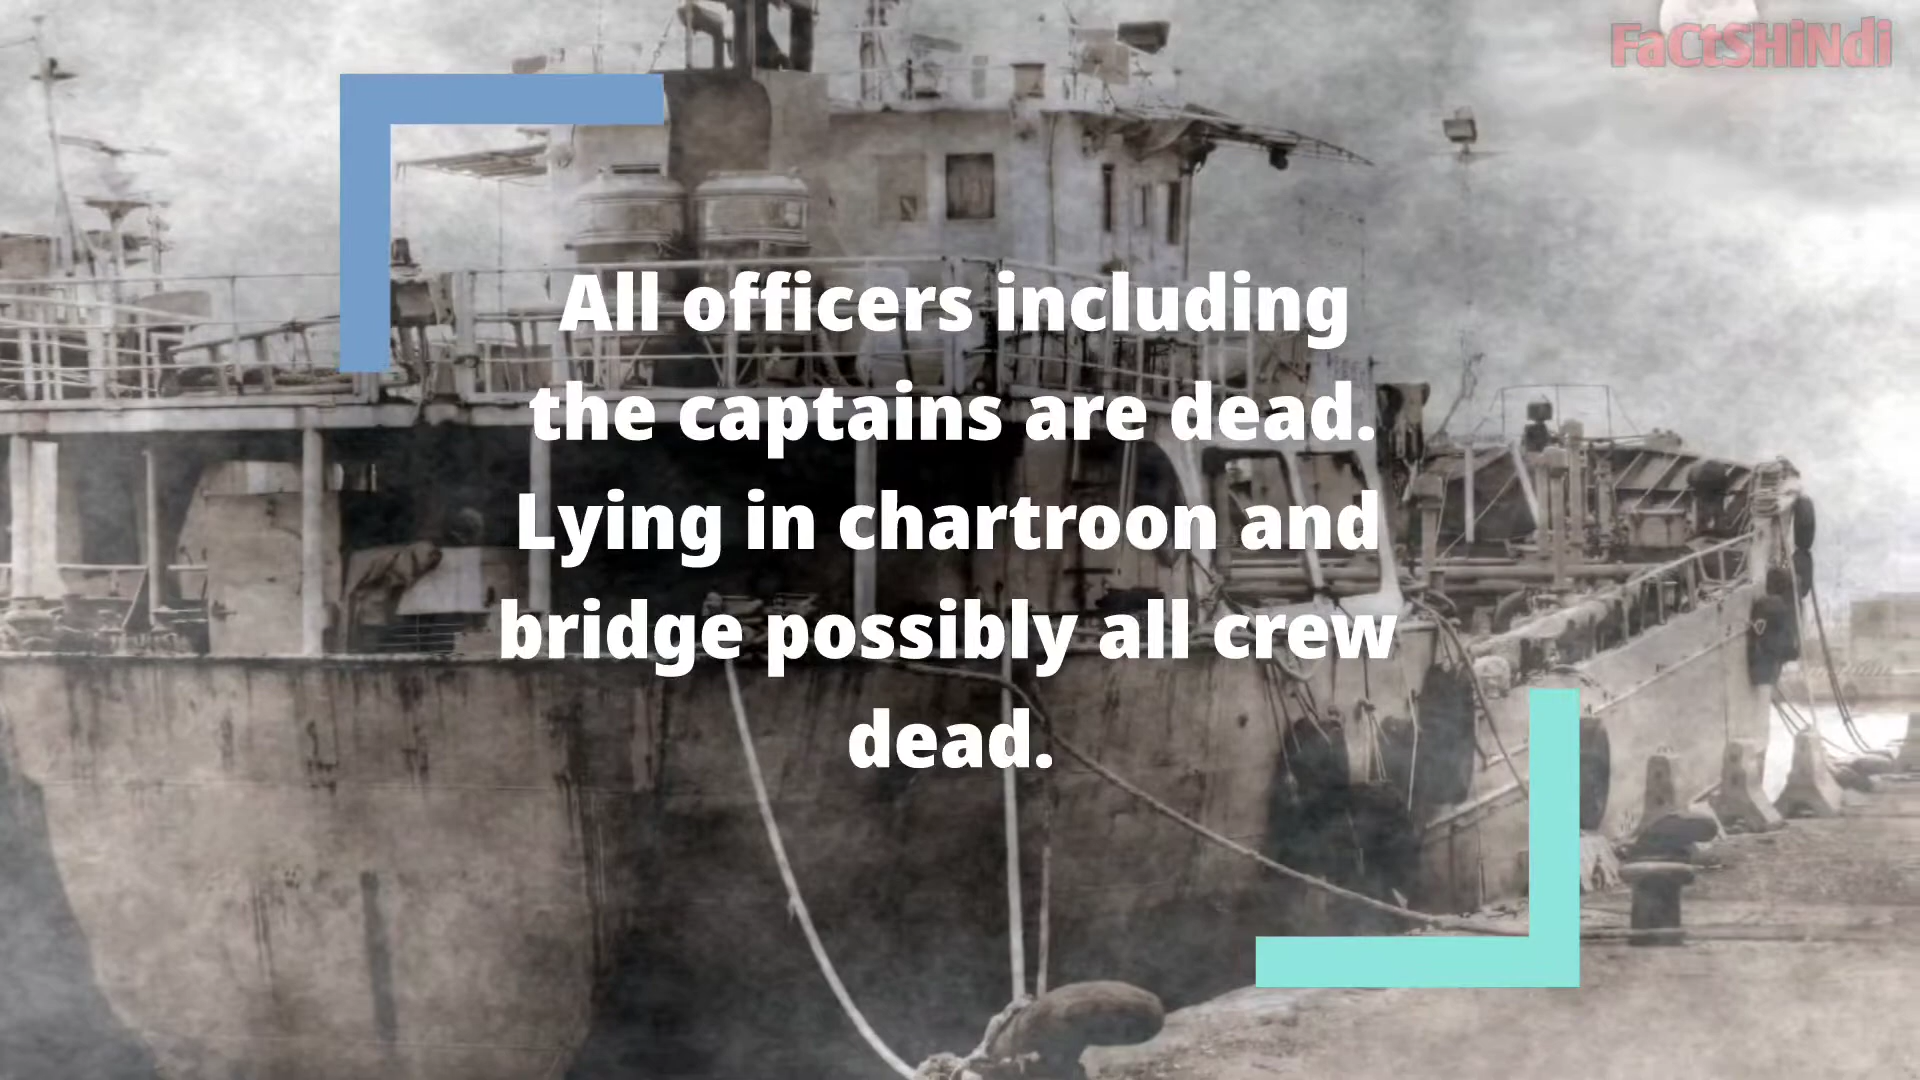 FaCtSHiNdi
All officers including
the captains are dead.
Lying in chartroon and
bridge possibly all crew
dead.